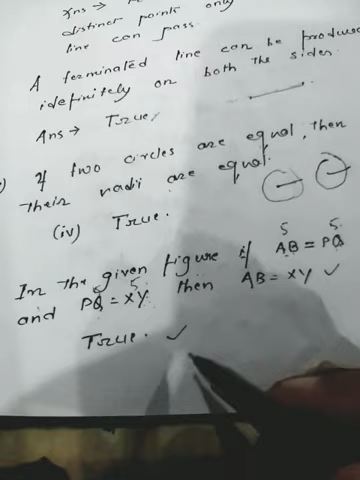 Ans →
distinct points only
line can pass.
A terminated line can be produced
idefinitely on both the sides.
Ans → True,
If two circles are equal, then
their radii are equal.
(iv) True.
In the given figure if AB = PQ
5 5
and PQ = XY then AB = XY ✓
5
True. ✓